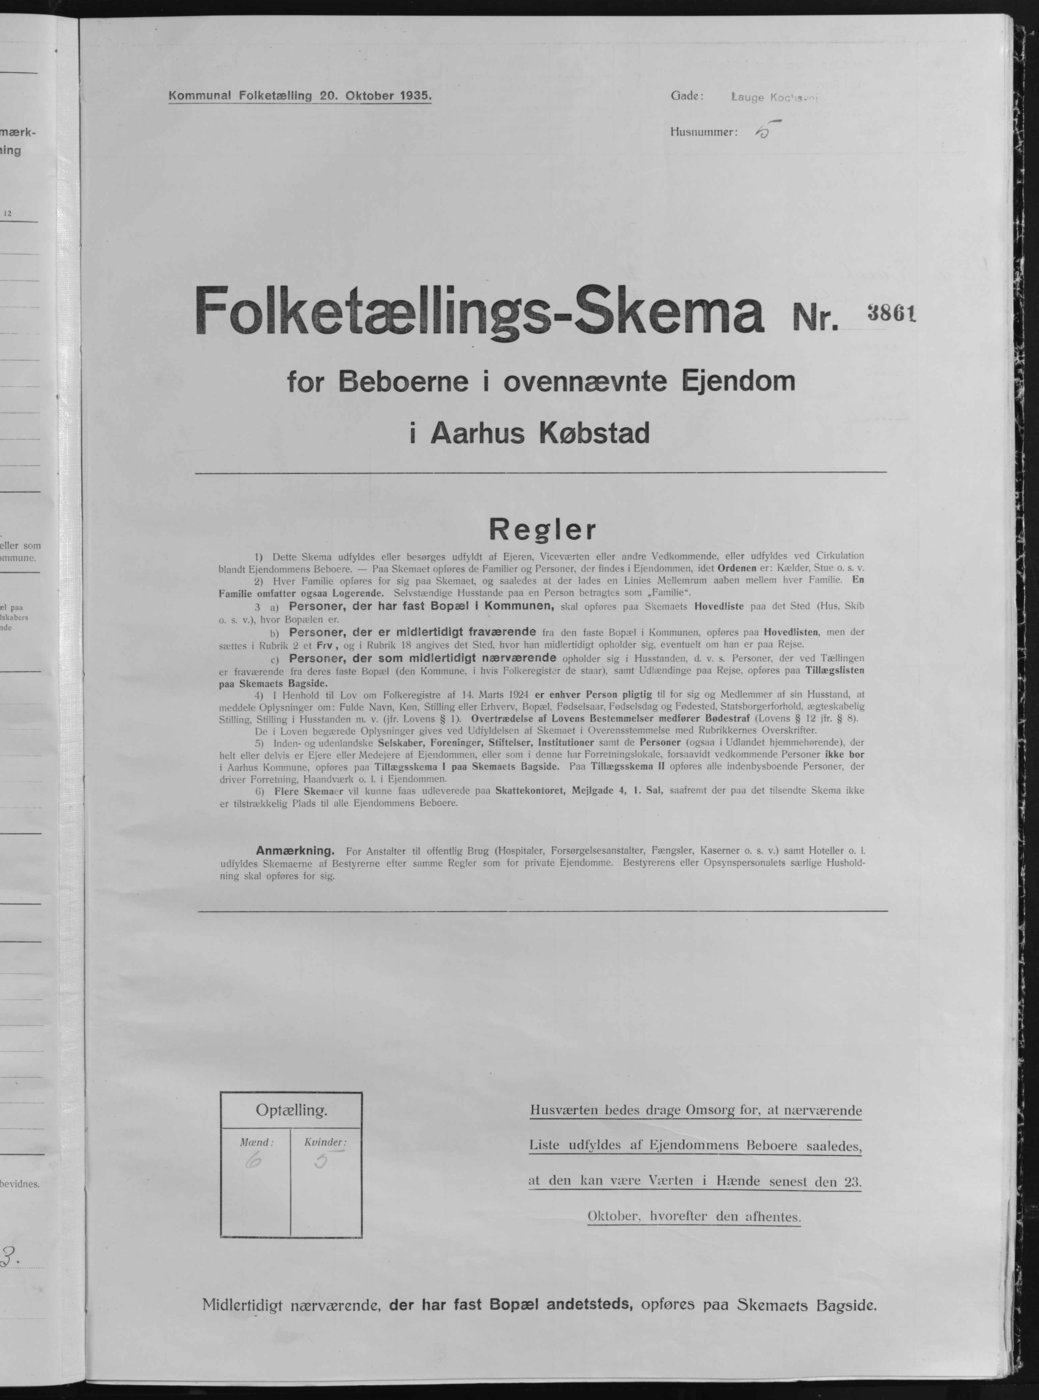 mærk-
ning
12
eller som
ommune.
el paa
lskabers
nde
bevidnes.
3.
Kommunal Folketælling 20. Oktober 1935.
Gade: Lauge Kochsvej
Husnummer: 5
Folketællings-Skema Nr. 3861
for Beboerne i ovennævnte Ejendom
i Aarhus Købstad
Regler
1) Dette Skema udfyldes eller besørges udfyldt af Ejeren, Viceværten eller andre Vedkommende, eller udfyldes ved Cirkulation
blandt Ejendommens Beboere. — Paa Skemaet opføres de Familier og Personer, der findes i Ejendommen, idet Ordenen er: Kælder, Stue o. s. v.
2) Hver Familie opføres for sig paa Skemaet, og saaledes at der lades en Linies Mellemrum aaben mellem hver Familie. En
Familie omfatter ogsaa Logerende. Selvstændige Husstande paa en Person betragtes som „Familie“.
3 a) Personer, der har fast Bopæl i Kommunen, skal opføres paa Skemaets Hovedliste paa det Sted (Hus, Skib
o. s. v.), hvor Bopælen er.
b) Personer, der er midlertidigt fraværende fra den faste Bopæl i Kommunen, opføres paa Hovedlisten, men der
sættes i Rubrik 2 et Frv, og i Rubrik 18 angives det Sted, hvor han midlertidigt opholder sig, eventuelt om han er paa Rejse.
c) Personer, der som midlertidigt nærværende opholder sig i Husstanden, d. v. s. Personer, der ved Tællingen
er fraværende fra deres faste Bopæl (den Kommune, i hvis Folkeregister de staar), samt Udlændinge paa Rejse, opføres paa Tillægslisten
paa Skemaets Bagside.
4) I Henhold til Lov om Folkeregistre af 14. Marts 1924 er enhver Person pligtig til for sig og Medlemmer af sin Husstand, at
meddele Oplysninger om: Fulde Navn, Køn, Stilling eller Erhverv, Bopæl, Fødselsaar, Fødselsdag og Fødested, Statsborgerforhold, ægteskabelig
Stilling, Stilling i Husstanden m. v. (jfr. Lovens § 1). Overtrædelse af Lovens Bestemmelser medfører Bødestraf (Lovens § 12 jfr. § 8).
De i Loven begærede Oplysninger gives ved Udfyldelsen af Skemaet i Overensstemmelse med Rubrikkernes Overskrifter.
5) Inden- og udenlandske Selskaber, Foreninger, Stiftelser, Institutioner samt de Personer (ogsaa i Udlandet hjemmehørende), der
helt eller delvis er Ejere eller Medejere af Ejendommen, eller som i denne har Forretningslokale, forsaavidt vedkommende Personer ikke bor
i Aarhus Kommune, opføres paa Tillægsskema I paa Skemaets Bagside. Paa Tillægsskema II opføres alle indenbysboende Personer, der
driver Forretning, Haandværk o. l. i Ejendommen.
6) Flere Skemaer vil kunne faas udleverede paa Skattekontoret, Mejlgade 4, 1. Sal, saafremt der paa det tilsendte Skema ikke
er tilstrækkelig Plads til alle Ejendommens Beboere.
Anmærkning. For Anstalter til offentlig Brug (Hospitaler, Forsørgelsesanstalter, Fængsler, Kaserner o. s. v.) samt Hoteller o. l.
udfyldes Skemaerne af Bestyrerne efter samme Regler som for private Ejendomme. Bestyrerens eller Opsynspersonalets særlige Hushold-
ning skal opføres for sig.
Optælling.
Mænd: Kvinder:
6 5
Husværten bedes drage Omsorg for, at nærværende
Liste udfyldes af Ejendommens Beboere saaledes,
at den kan være Værten i Hænde senest den 23.
Oktober, hvorefter den afhentes.
Midlertidigt nærværende, der har fast Bopæl andetsteds, opføres paa Skemaets Bagside.